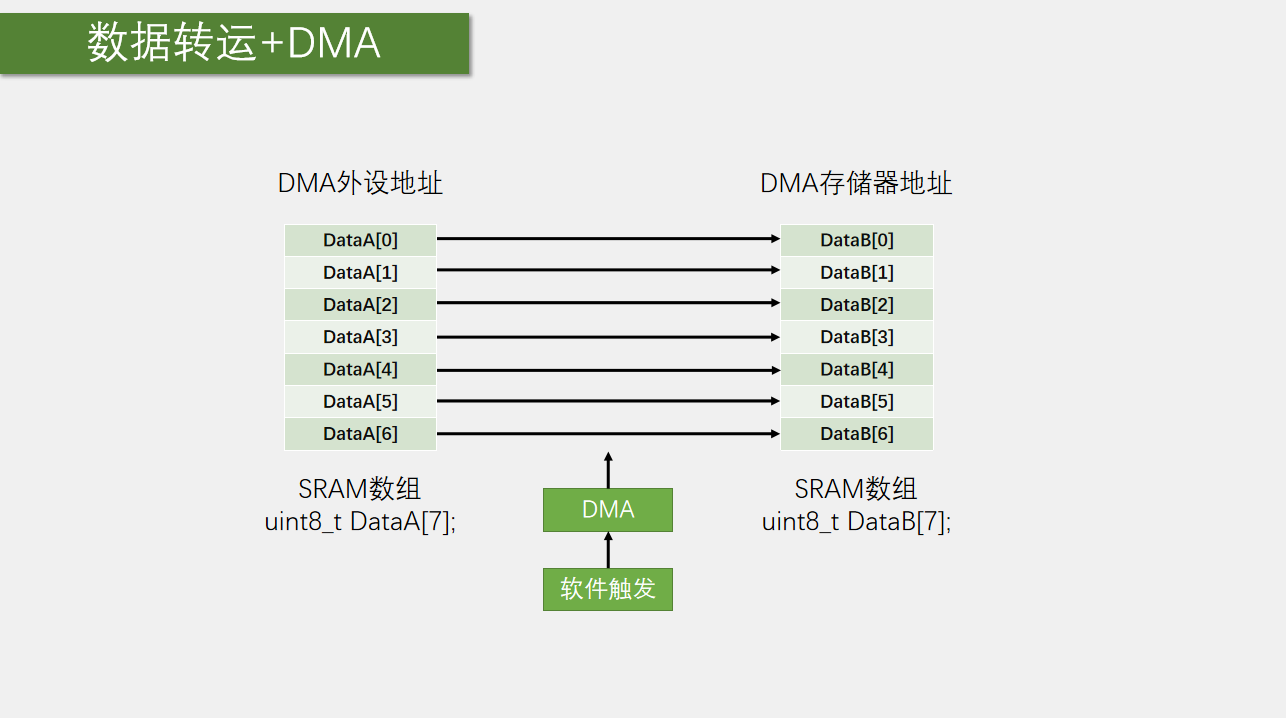 数据转运+DMA
DMA外设地址
DMA存储器地址
DataA[0]
DataB[0]
DataA[1]
DataB[1]
DataA[2]
DataB[2]
DataA[3]
DataB[3]
DataA[4]
DataB[4]
DataA[5]
DataB[5]
DataA[6]
DataB[6]
SRAM数组
uint8_t DataA[7];
SRAM数组
uint8_t DataB[7];
DMA
软件触发